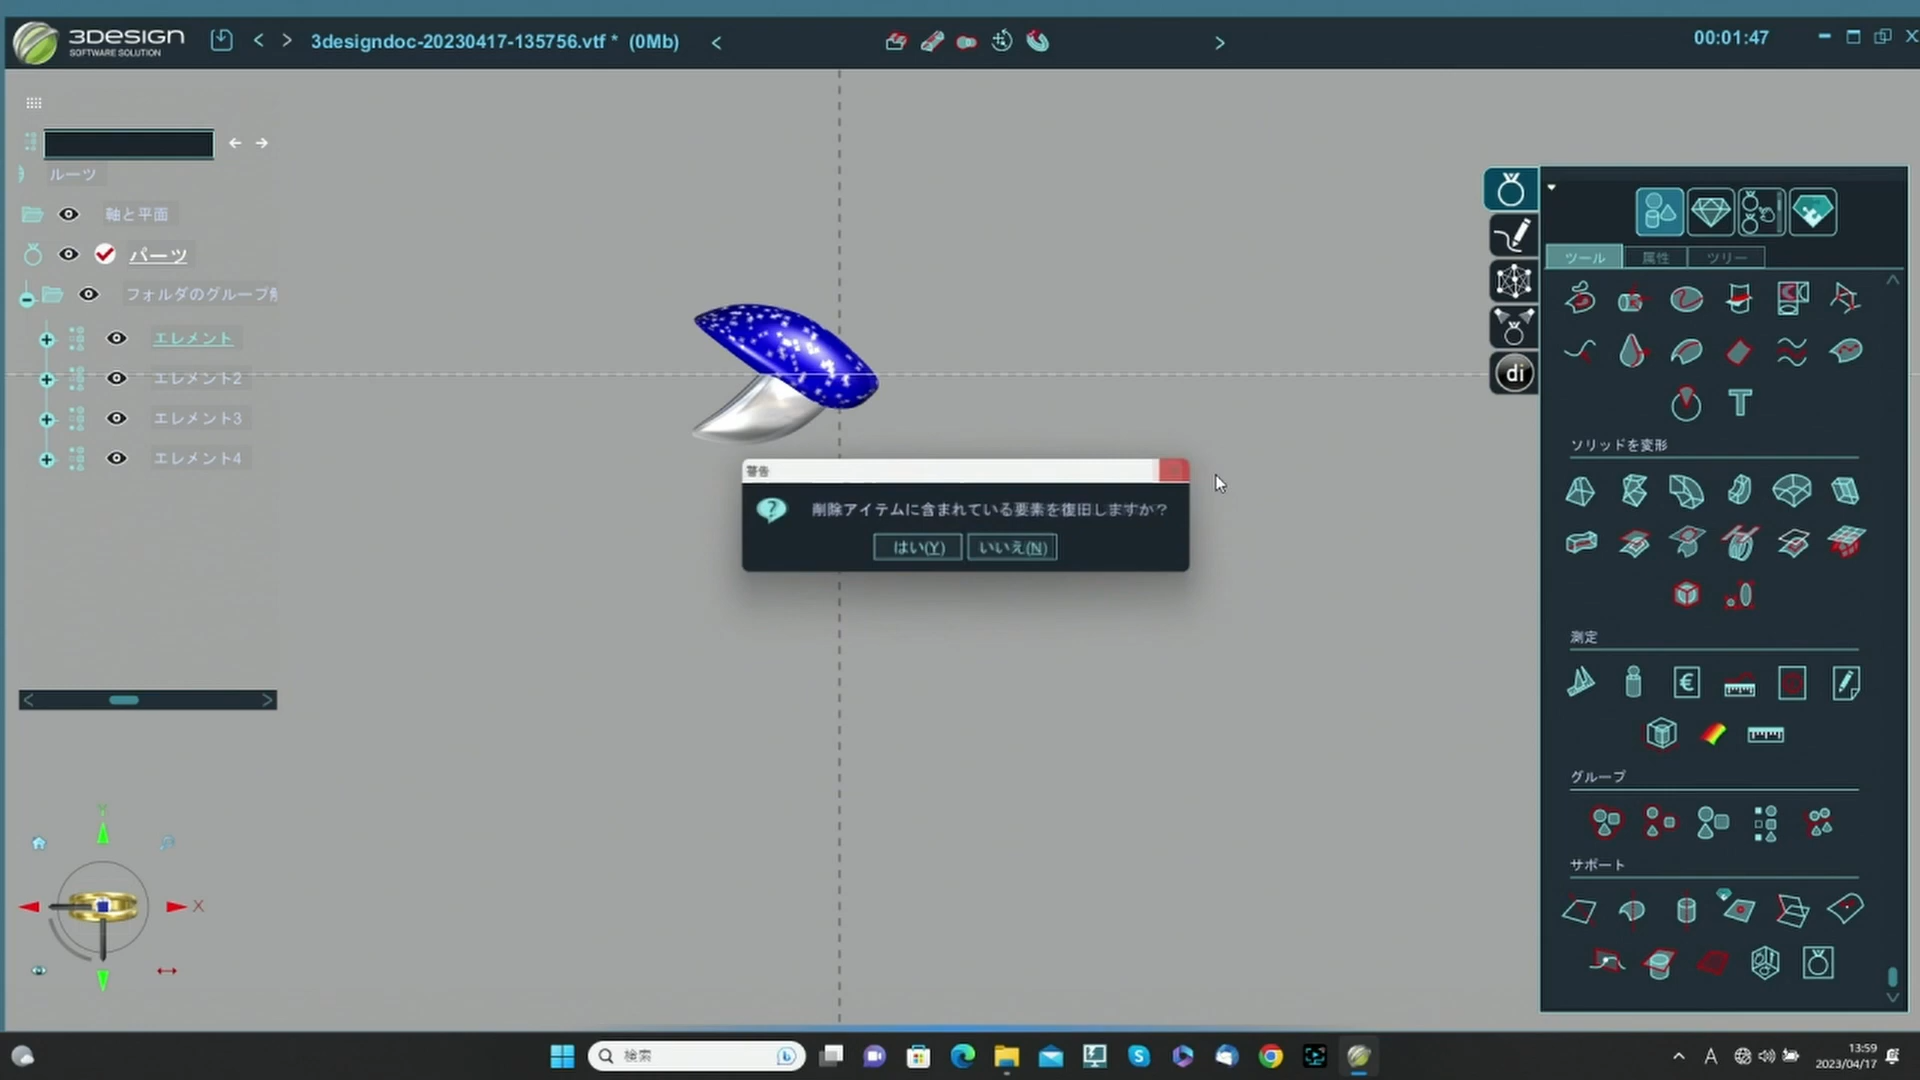 3DESIGN
SOFTWARE SOLUTION
3designdoc-20230417-135756.vtf * (0Mb)
00:01:47
ルーツ
軸と平面
パーツ
フォルダのグループ解
エレメント
エレメント2
エレメント3
エレメント4
警告
削除アイテムに含まれている要素を復旧しますか？
はい(Y)
いいえ(N)
di
ツール
属性
ツリー
ソリッドを変形
測定
グループ
サポート
Y
X
検索
A
13:59
2023/04/17